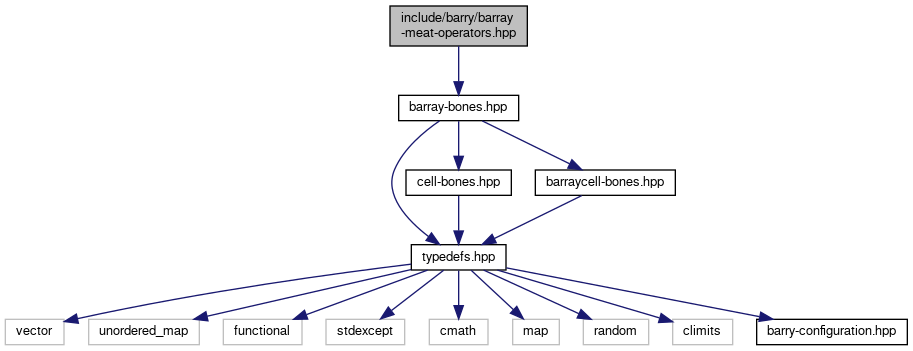 include/barry/barray
-meat-operators.hpp
barray-bones.hpp
cell-bones.hpp
barraycell-bones.hpp
typedefs.hpp
vector
unordered_map
functional
stdexcept
cmath
map
random
climits
barry-configuration.hpp